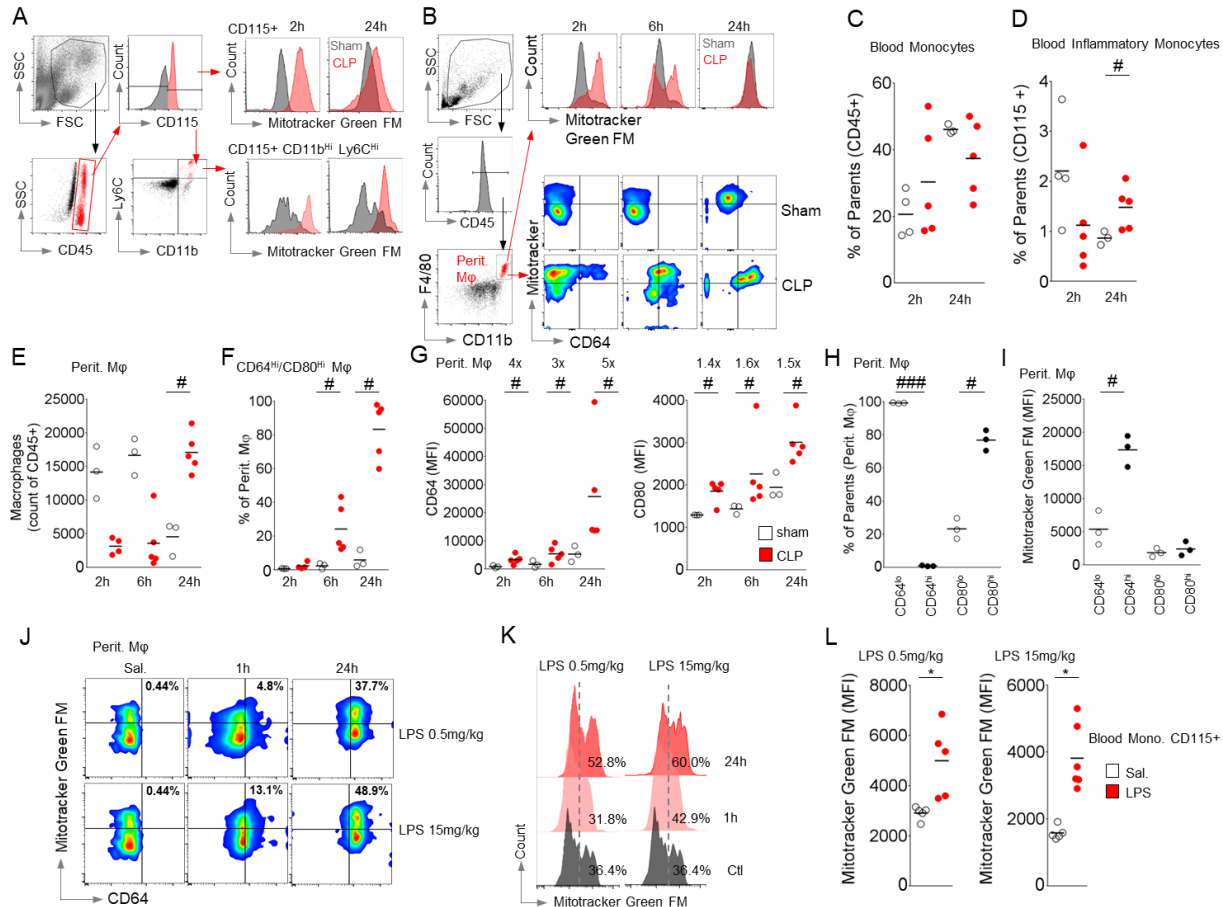 A
CD115+ 2h 24h
SSC
FSC
Count
CD115
Count
Sham
CLP
Mitotracker Green FM
SSC
CD45
Ly6C
CD11b
CD115+ CD11bHi Ly6CHi
Count
Mitotracker Green FM
B
2h 6h 24h
SSC
FSC
Count
Sham
CLP
Mitotracker
Green FM
CD45
F4/80
Perit.
Mφ
CD11b
Mitotracker
CD64
Sham
CLP
C
Blood Monocytes
% of Parents (CD45+)
60
40
20
0
2h 24h
D
Blood Inflammatory Monocytes
#
% of Parents (CD115 +)
4
3
2
1
0
2h 24h
E
Perit. Mφ
#
Macrophages
(count of CD45+)
25000
20000
15000
10000
5000
0
2h 6h 24h
F
CD64Hi/CD80Hi Mφ
# #
% of Perit. Mφ
100
80
60
40
20
0
2h 6h 24h
G
Perit. Mφ 4x 3x 5x
# # #
CD64 (MFI)
60000
50000
40000
30000
20000
10000
0
2h 6h 24h
1.4x 1.6x 1.5x
# # #
CD80 (MFI)
4000
3000
2000
1000
0
2h 6h 24h
sham
CLP
H
Perit. Mφ
### #
% of Parents (Perit. Mφ)
100
80
60
40
20
0
CD64lo
CD64hi
CD80lo
CD80hi
I
Perit. Mφ
#
Mitotracker Green FM (MFI)
25000
20000
15000
10000
5000
0
CD64lo
CD64hi
CD80lo
CD80hi
J
Perit. Mφ
Sal. 1h 24h
0.44% 4.8% 37.7%
LPS 0.5mg/kg
0.44% 13.1% 48.9%
LPS 15mg/kg
Mitotracker Green FM
CD64
K
LPS 0.5mg/kg LPS 15mg/kg
52.8% 60.0% 24h
31.8% 42.9% 1h
36.4% 36.4% Ctl
Count
Mitotracker Green FM
L
LPS 0.5mg/kg
*
Mitotracker Green FM (MFI)
8000
6000
4000
2000
0
LPS 15mg/kg
*
Mitotracker Green FM (MFI)
6000
4000
2000
0
Blood Mono. CD115+
Sal.
LPS